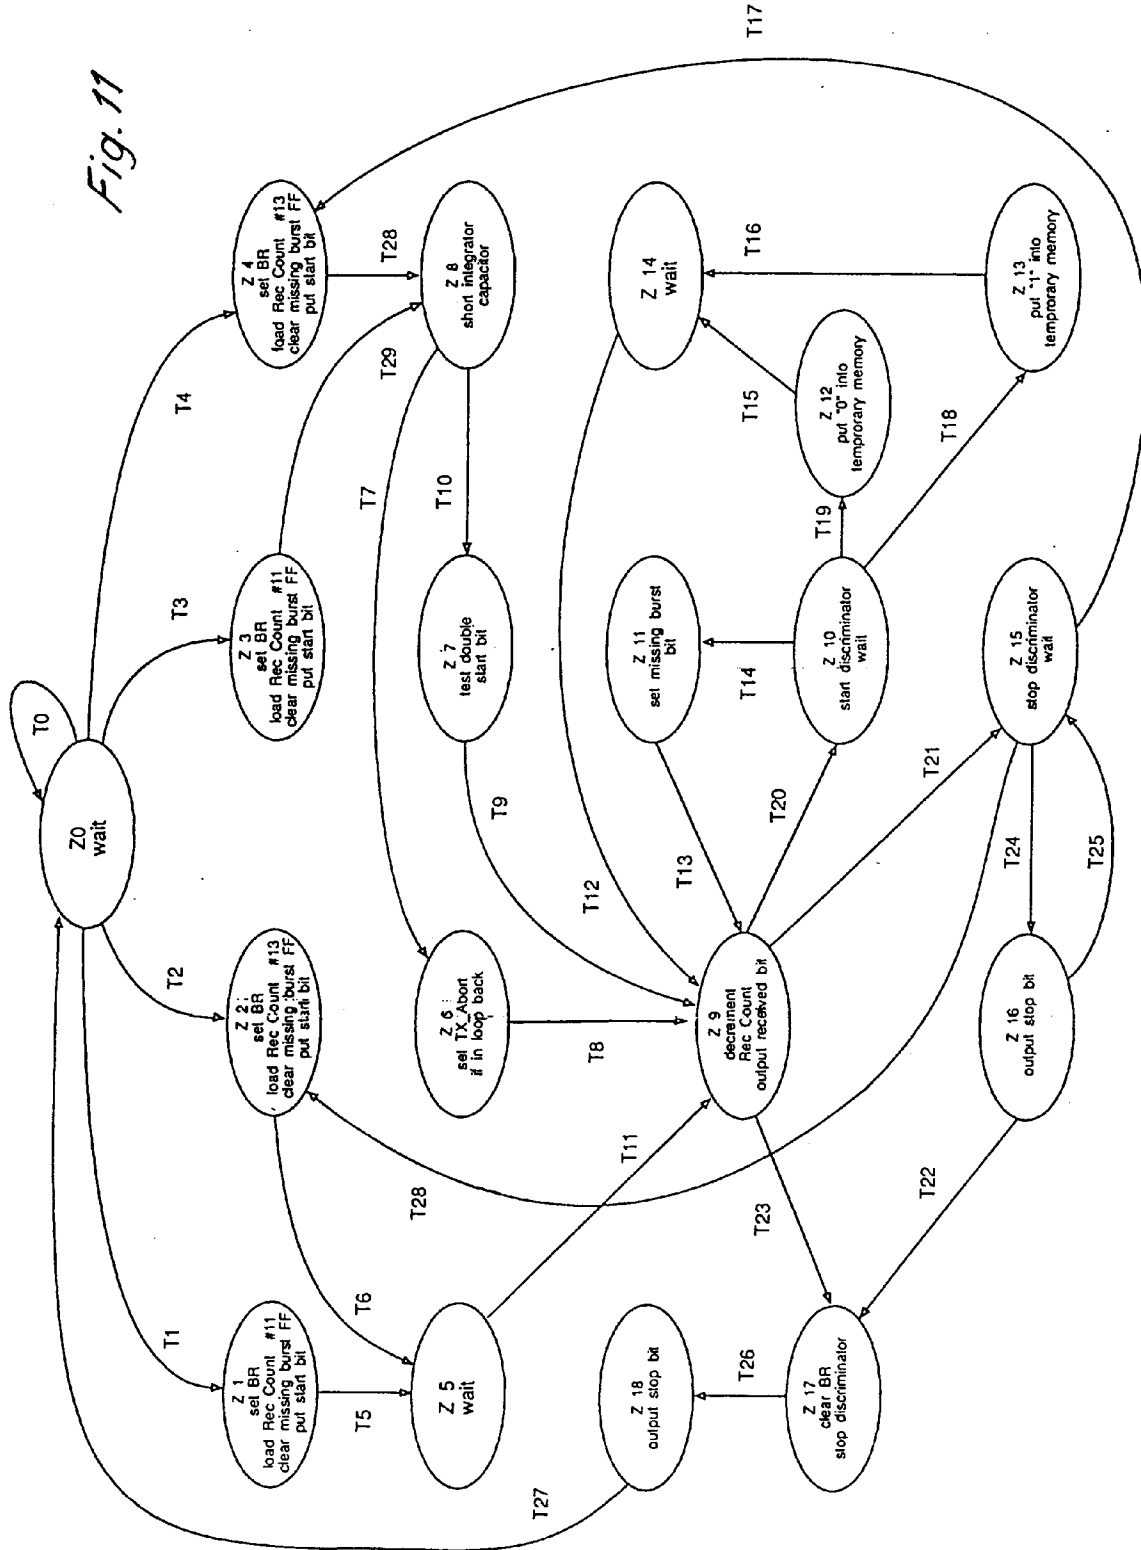 Fig. 11
T0
Z0
wait
T1
T2
T3
T4
Z 1
set BR
load Rec Count #11
clear missing burst FF
put start bit
Z 2
set BR
load Rec Count #13
clear missing burst FF
put start bit
Z 3
set BR
load Rec Count #11
clear missing burst FF
put start bit
Z 4
set BR
load Rec Count #13
clear missing burst FF
put start bit
T17
T5
T6
T29
T28
Z 5
wait
Z 6
set TX_Abort
if in loop back
Z 7
test double
start bit
Z 8
short integrator
capacitor
T7
T10
T9
T8
T12
T11
T28
Z 18
output stop bit
Z 9
decrement
Rec Count
output received bit
Z 11
set missing burst
bit
Z 14
wait
T13
T14
T15
T16
T20
T19
T18
T27
T26
T23
T21
Z 17
clear BR
stop discriminator
Z 10
start discriminator
wait
Z 12
put "0" into
temprorary memory
Z 13
put "1" into
temprorary memory
T22
T24
T25
Z 16
output stop bit
Z 15
stop discriminator
wait